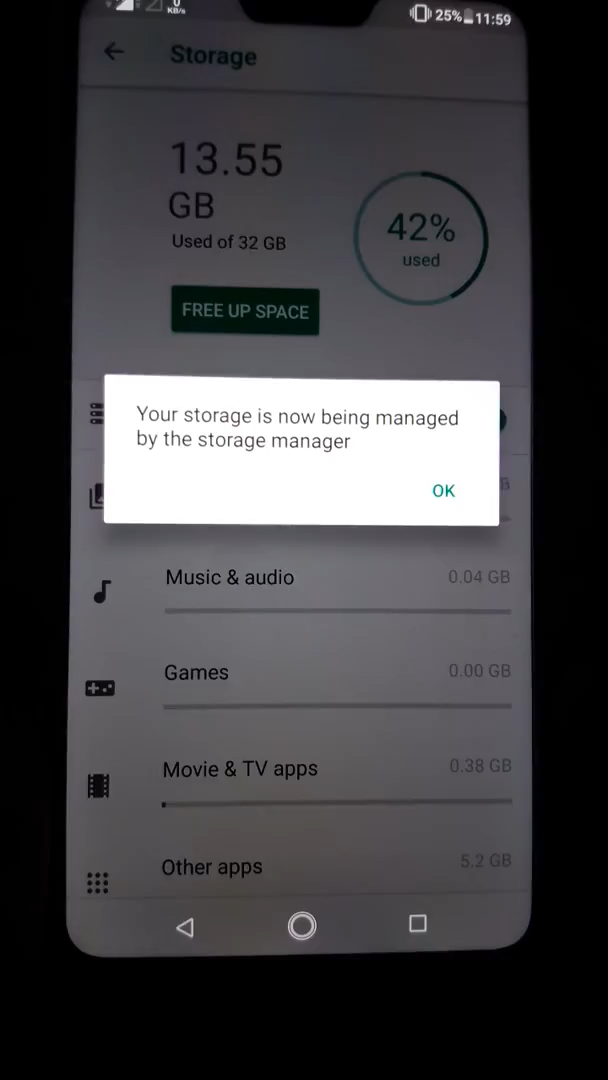 0
KB/s
25%
11:59
Storage
13.55
GB
Used of 32 GB
42%
used
FREE UP SPACE
Your storage is now being managed
by the storage manager
OK
Music & audio
0.04 GB
Games
0.00 GB
Movie & TV apps
0.38 GB
Other apps
5.2 GB